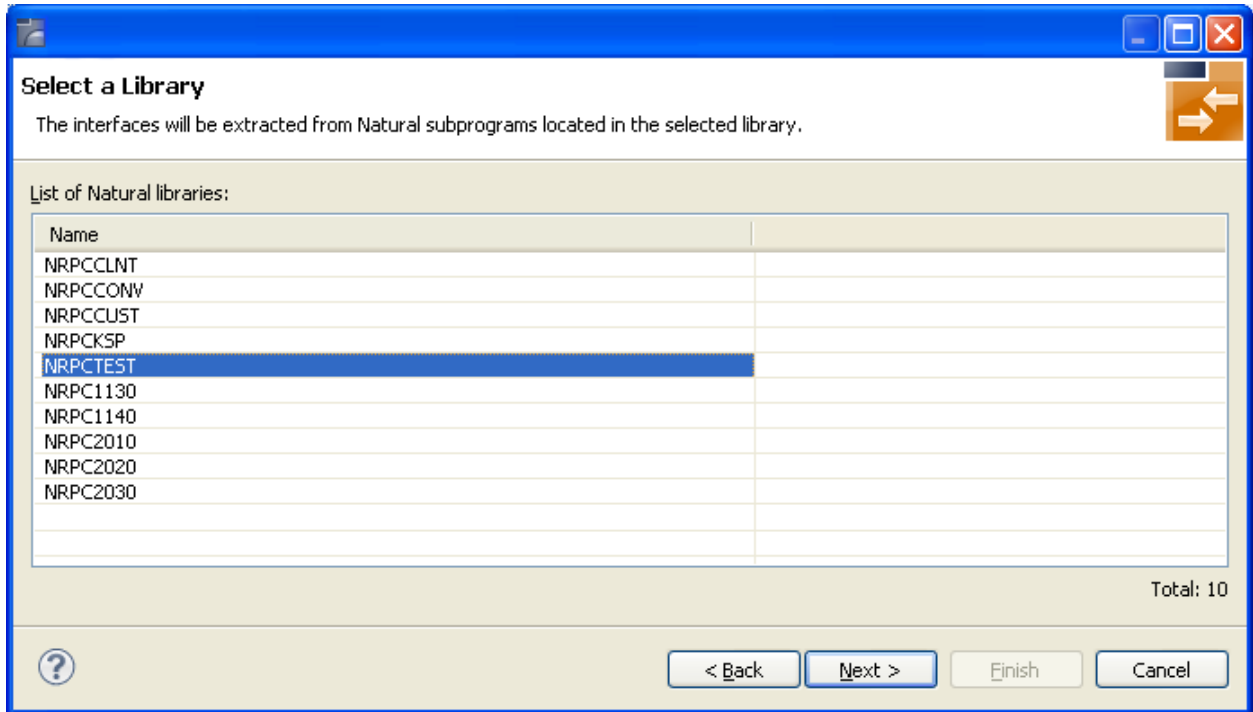 Select a Library
The interfaces will be extracted from Natural subprograms located in the selected library.
List of Natural libraries:
Name
NRPCCLNT
NRPCCONV
NRPCCUST
NRPCKSP
NRPCTEST
NRPC1130
NRPC1140
NRPC2010
NRPC2020
NRPC2030
Total: 10
? < Back Next > Finish Cancel